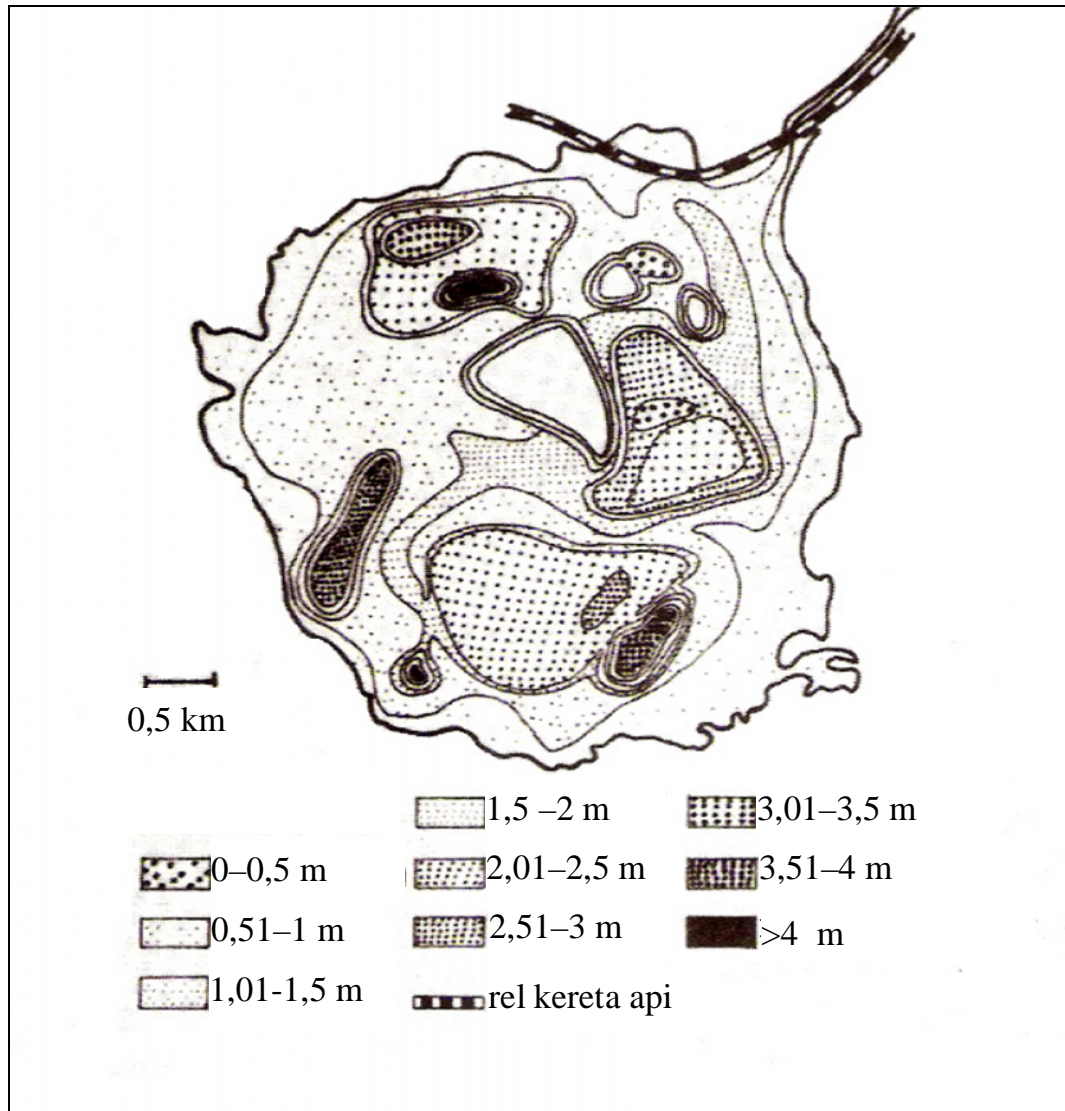 0,5 km
0–0,5 m
0,51–1 m
1,01-1,5 m
1,5 –2 m
2,01–2,5 m
2,51–3 m
rel kereta api
3,01–3,5 m
3,51–4 m
>4 m